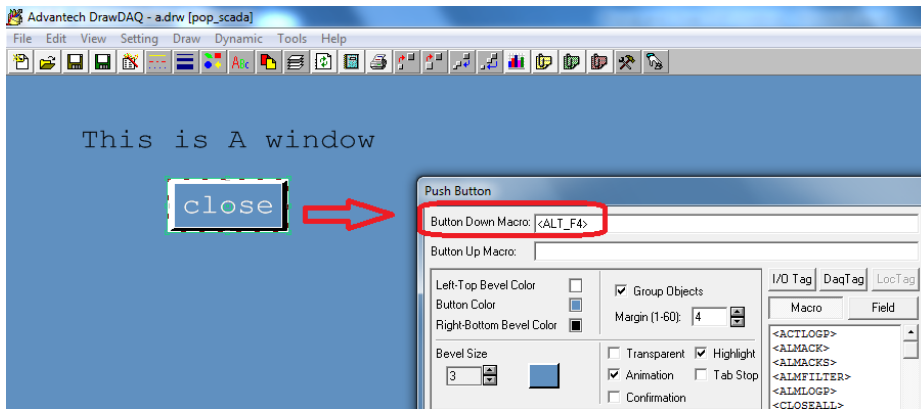 Advantech DrawDAQ - a.drw [pop_scada]
File Edit View Setting Draw Dynamic Tools Help
This is A window
close
Push Button
Button Down Macro: <ALT_F4>
Button Up Macro:
Left-Top Bevel Color
Button Color
Right-Bottom Bevel Color
Group Objects
Margin (1-60): 4
Bevel Size
3
Transparent Highlight
Animation Tab Stop
Confirmation
I/O Tag DaqTag LocTag
Macro Field
<ACTLOGP>
<ALMACK>
<ALMACKS>
<ALMFILTER>
<ALMLOGP>
<CLOSEALL>